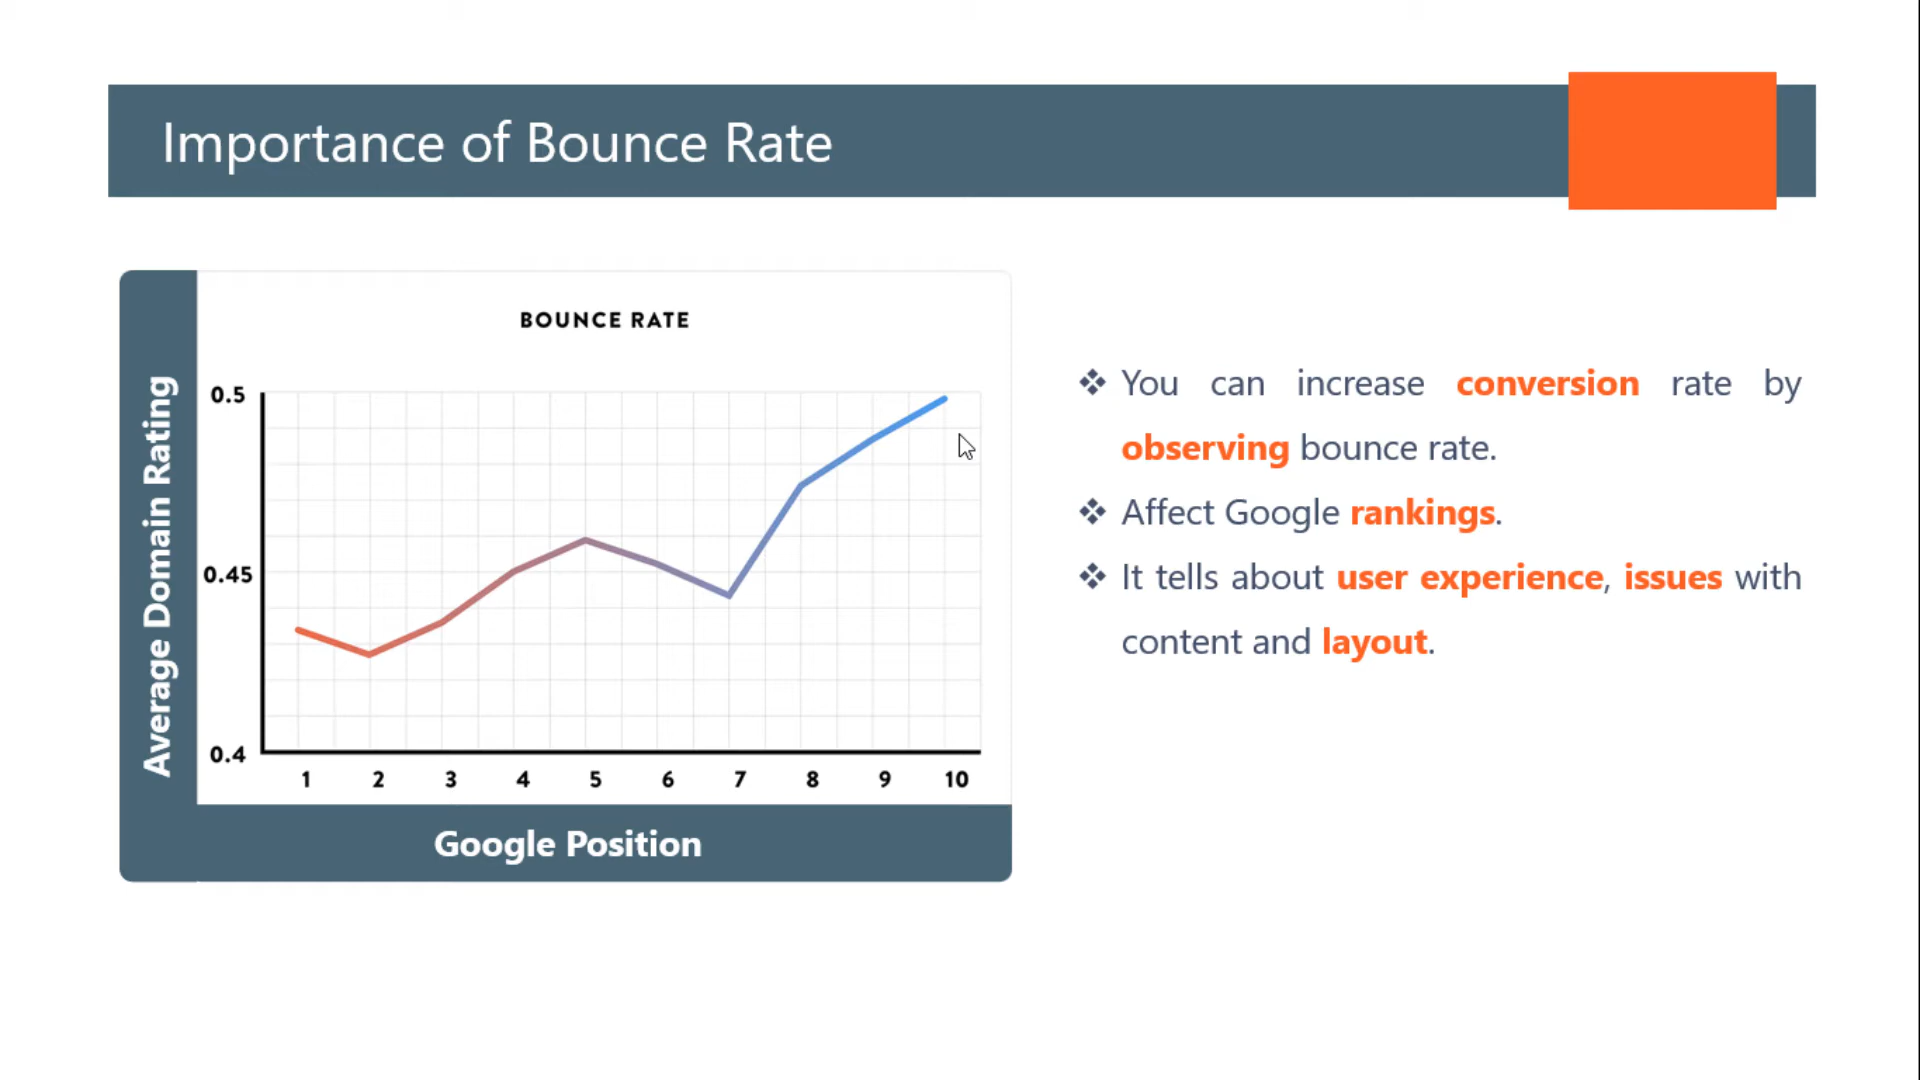 Importance of Bounce Rate
BOUNCE RATE
Average Domain Rating
0.5
0.45
0.4
1 2 3 4 5 6 7 8 9 10
Google Position
❖ You can increase conversion rate by
observing bounce rate.
❖ Affect Google rankings.
❖ It tells about user experience, issues with
content and layout.